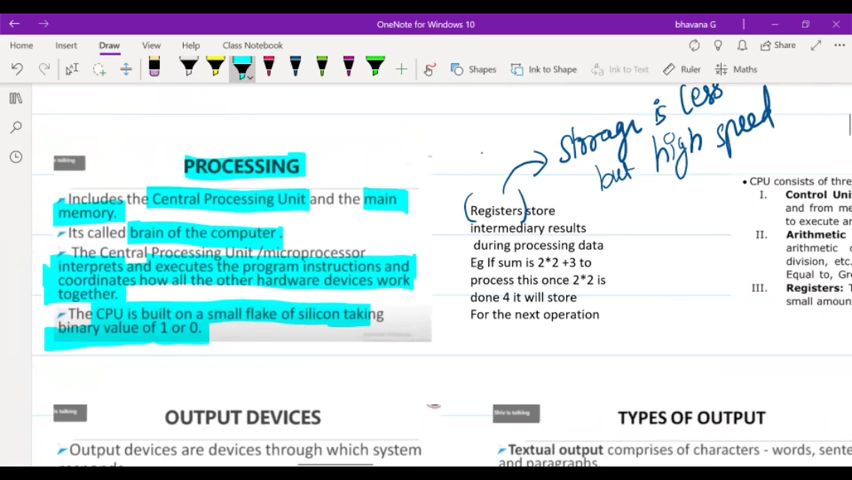 OneNote for Windows 10
bhavana G
Home Insert Draw View Help Class Notebook
Share
Shapes
Ink to Shape
Ink to Text
Ruler
Maths
storage is less
but high speed
PROCESSING
Includes the Central Processing Unit and the main
memory.
Its called brain of the computer.
The Central Processing Unit /microprocessor
interprets and executes the program instructions and
coordinates how all the other hardware devices work
together.
The CPU is built on a small flake of silicon taking
binary value of 1 or 0.
(Registers) store
intermediary results
during processing data
Eg If sum is 2*2 +3 to
process this once 2*2 is
done 4 it will store
For the next operation
• CPU consists of thre
I. Control Uni
and from me
to execute ar
II. Arithmetic
arithmetic o
division, etc.
Equal to, Gre
III. Registers: T
small amoun
OUTPUT DEVICES
Output devices are devices through which system
Shiv is talking
TYPES OF OUTPUT
Textual output comprises of characters - words, sente
and paragraphs.